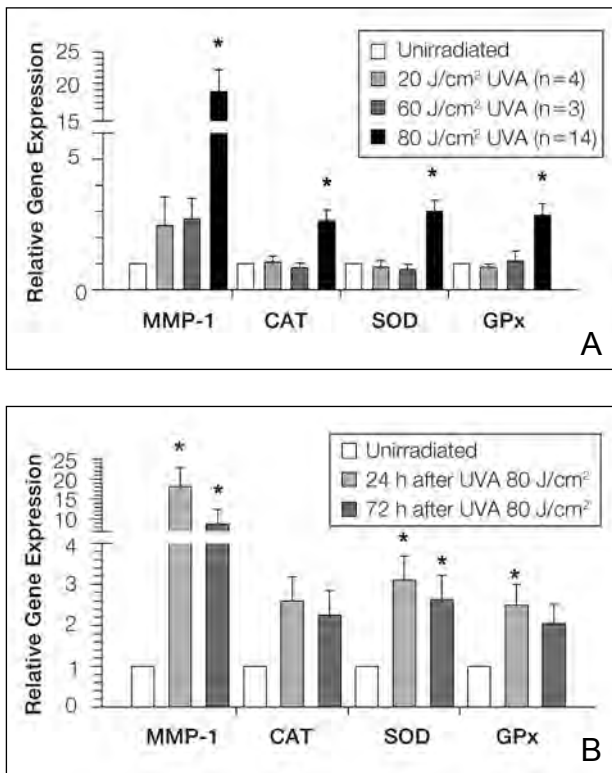 Relative Gene Expression
25
20
15
5
0
Unirradiated
20 J/cm² UVA (n=4)
60 J/cm² UVA (n=3)
80 J/cm² UVA (n=14)
*
*
*
*
MMP-1 CAT SOD GPx
A
Relative Gene Expression
25
20
15
10
4
3
2
1
0
Unirradiated
24 h after UVA 80 J/cm²
72 h after UVA 80 J/cm²
*
*
*
*
*
MMP-1 CAT SOD GPx
B